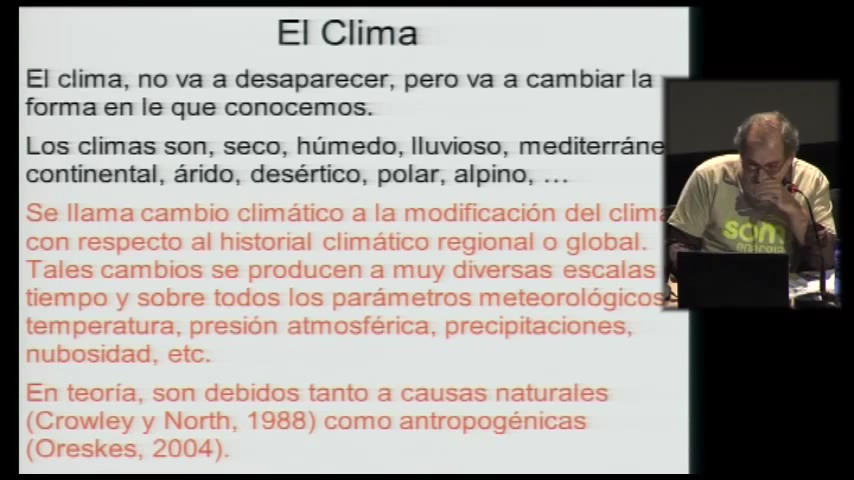 El Clima
El clima, no va a desaparecer, pero va a cambiar la
forma en le que conocemos.
Los climas son, seco, húmedo, lluvioso, mediterráne
continental, árido, desértico, polar, alpino, …
Se llama cambio climático a la modificación del clima
con respecto al historial climático regional o global.
Tales cambios se producen a muy diversas escalas
tiempo y sobre todos los parámetros meteorológicos
temperatura, presión atmosférica, precipitaciones,
nubosidad, etc.
En teoría, son debidos tanto a causas naturales
(Crowley y North, 1988) como antropogénicas
(Oreskes, 2004).
som
energia